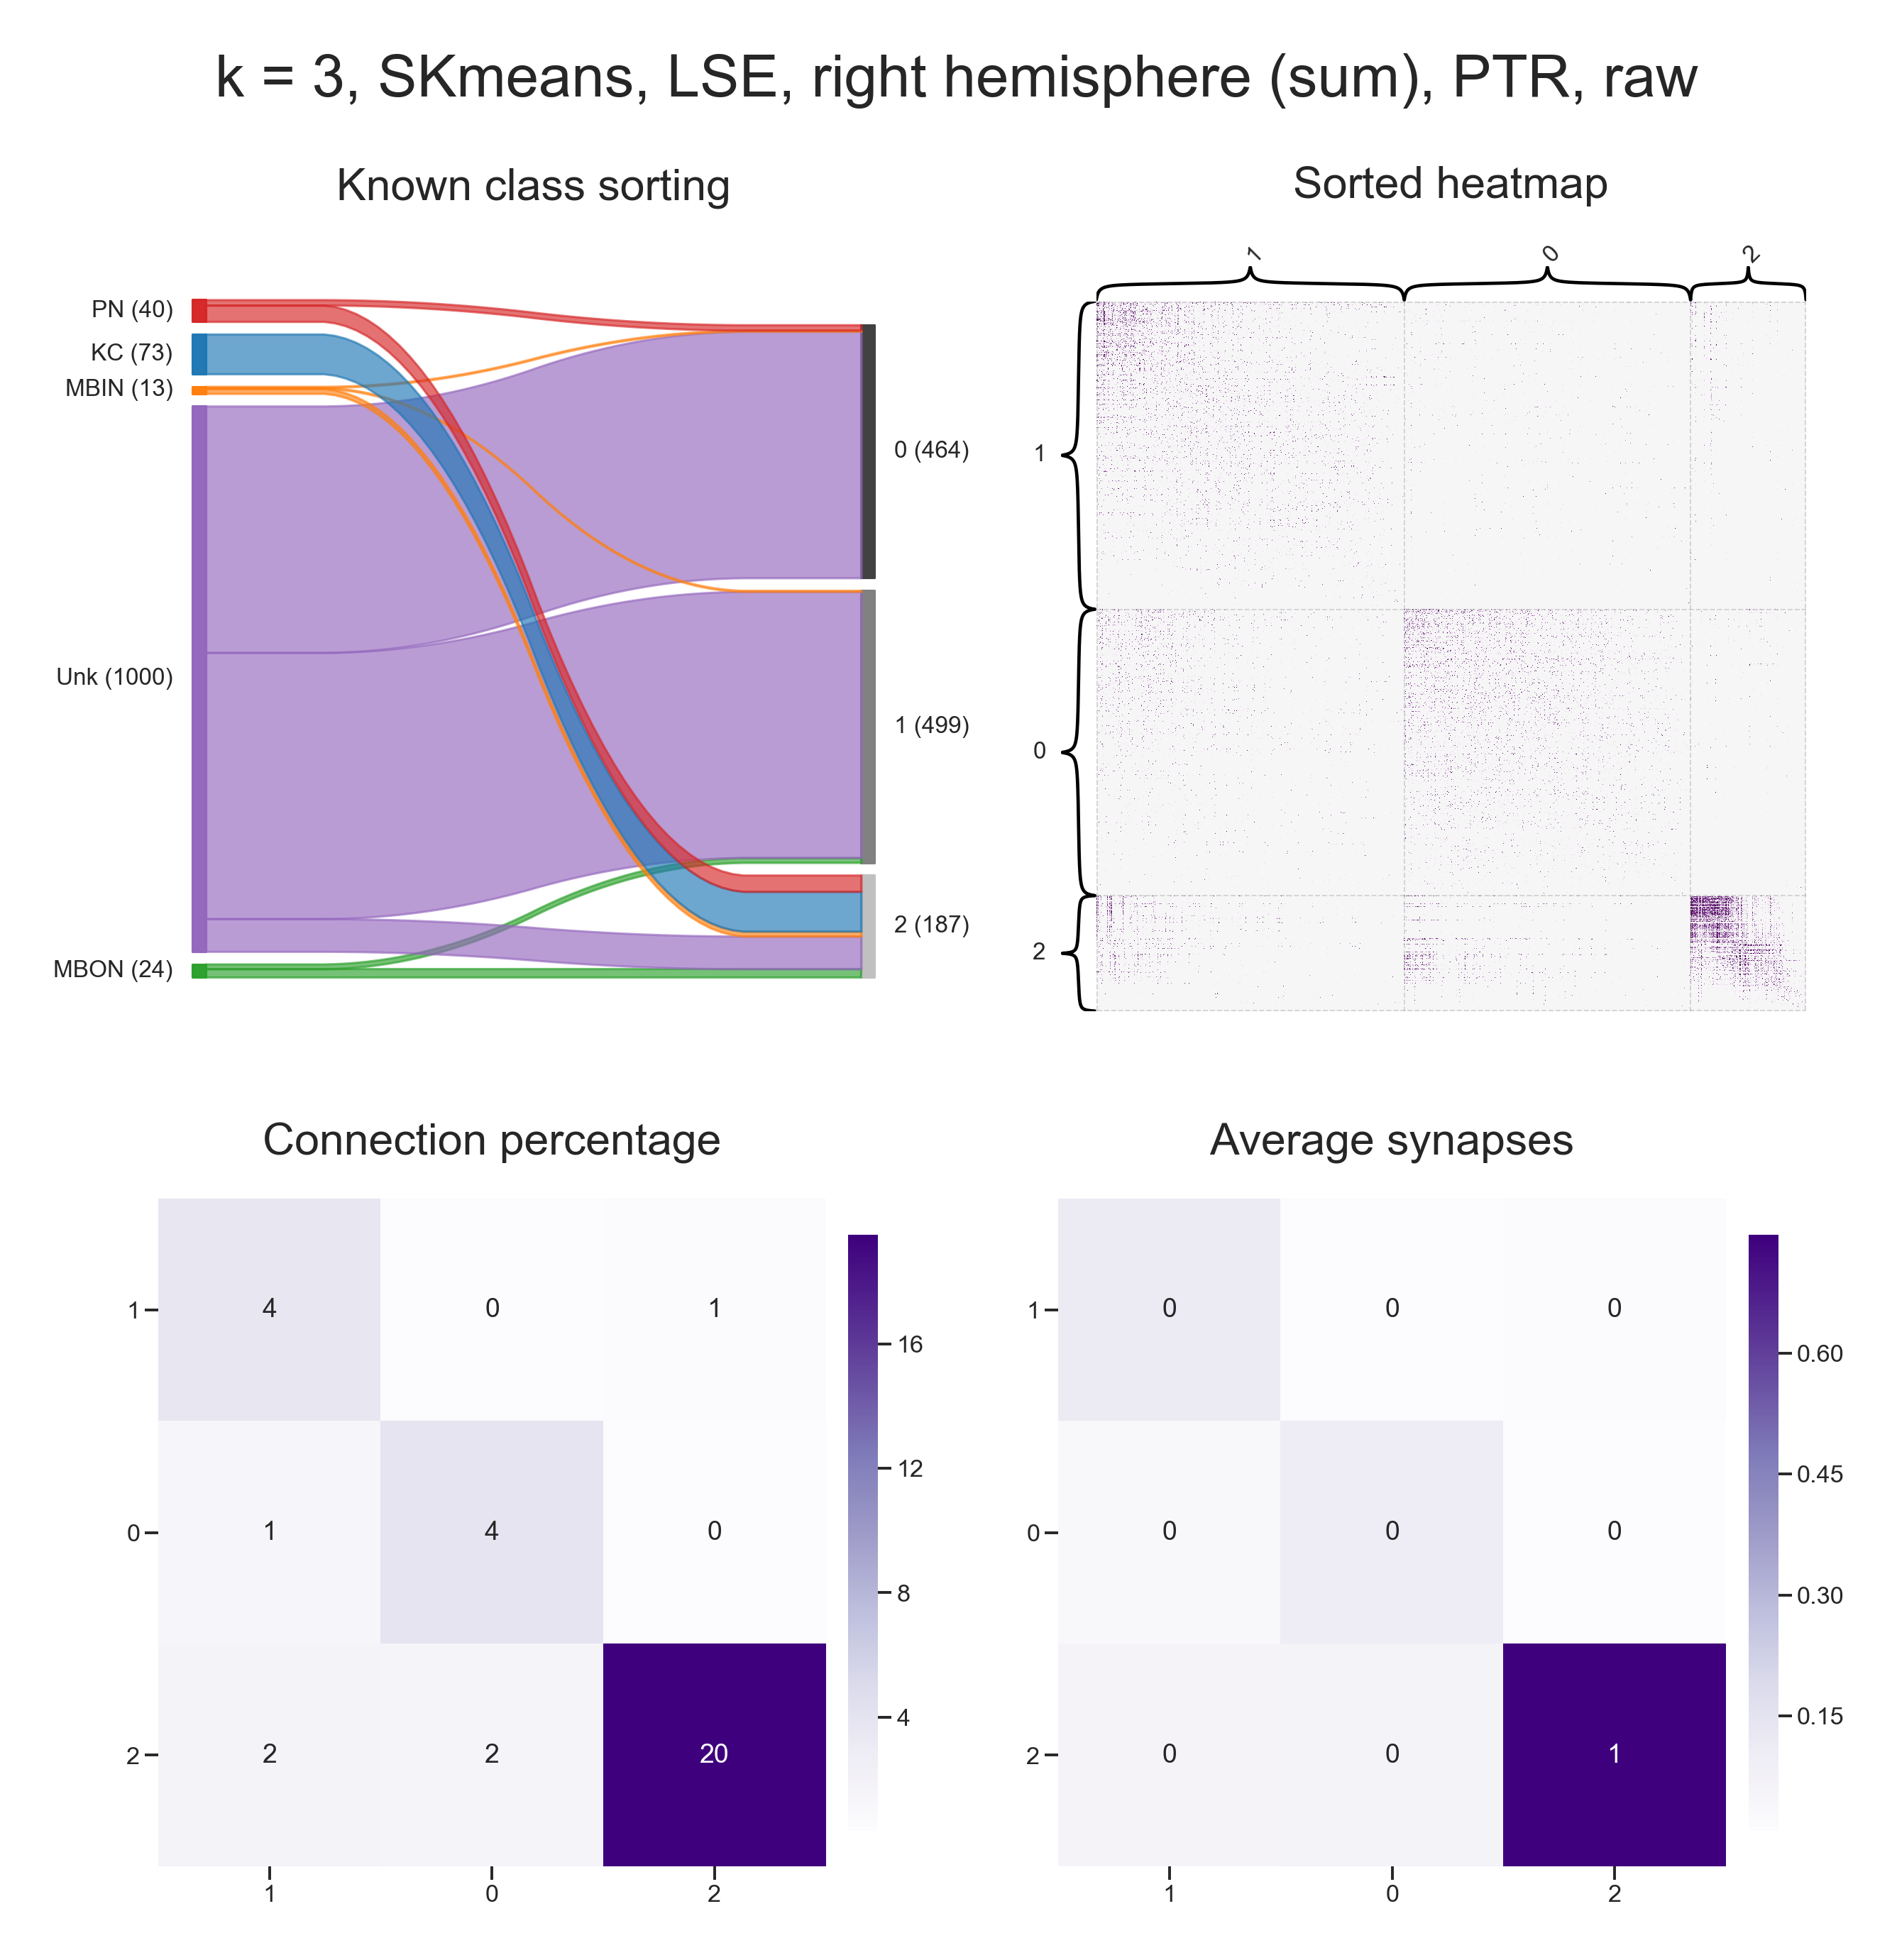 k = 3, SKmeans, LSE, right hemisphere (sum), PTR, raw
Known class sorting
PN (40)
KC (73)
MBIN (13)
Unk (1000)
MBON (24)
0 (464)
1 (499)
2 (187)
Sorted heatmap
1 0 2
1
0
2
Connection percentage
1 4 0 1
0 1 4 0
2 2 2 20
1 0 2
16
12
8
4
Average synapses
1 0 0 0
0 0 0 0
2 0 0 1
1 0 2
0.60
0.45
0.30
0.15